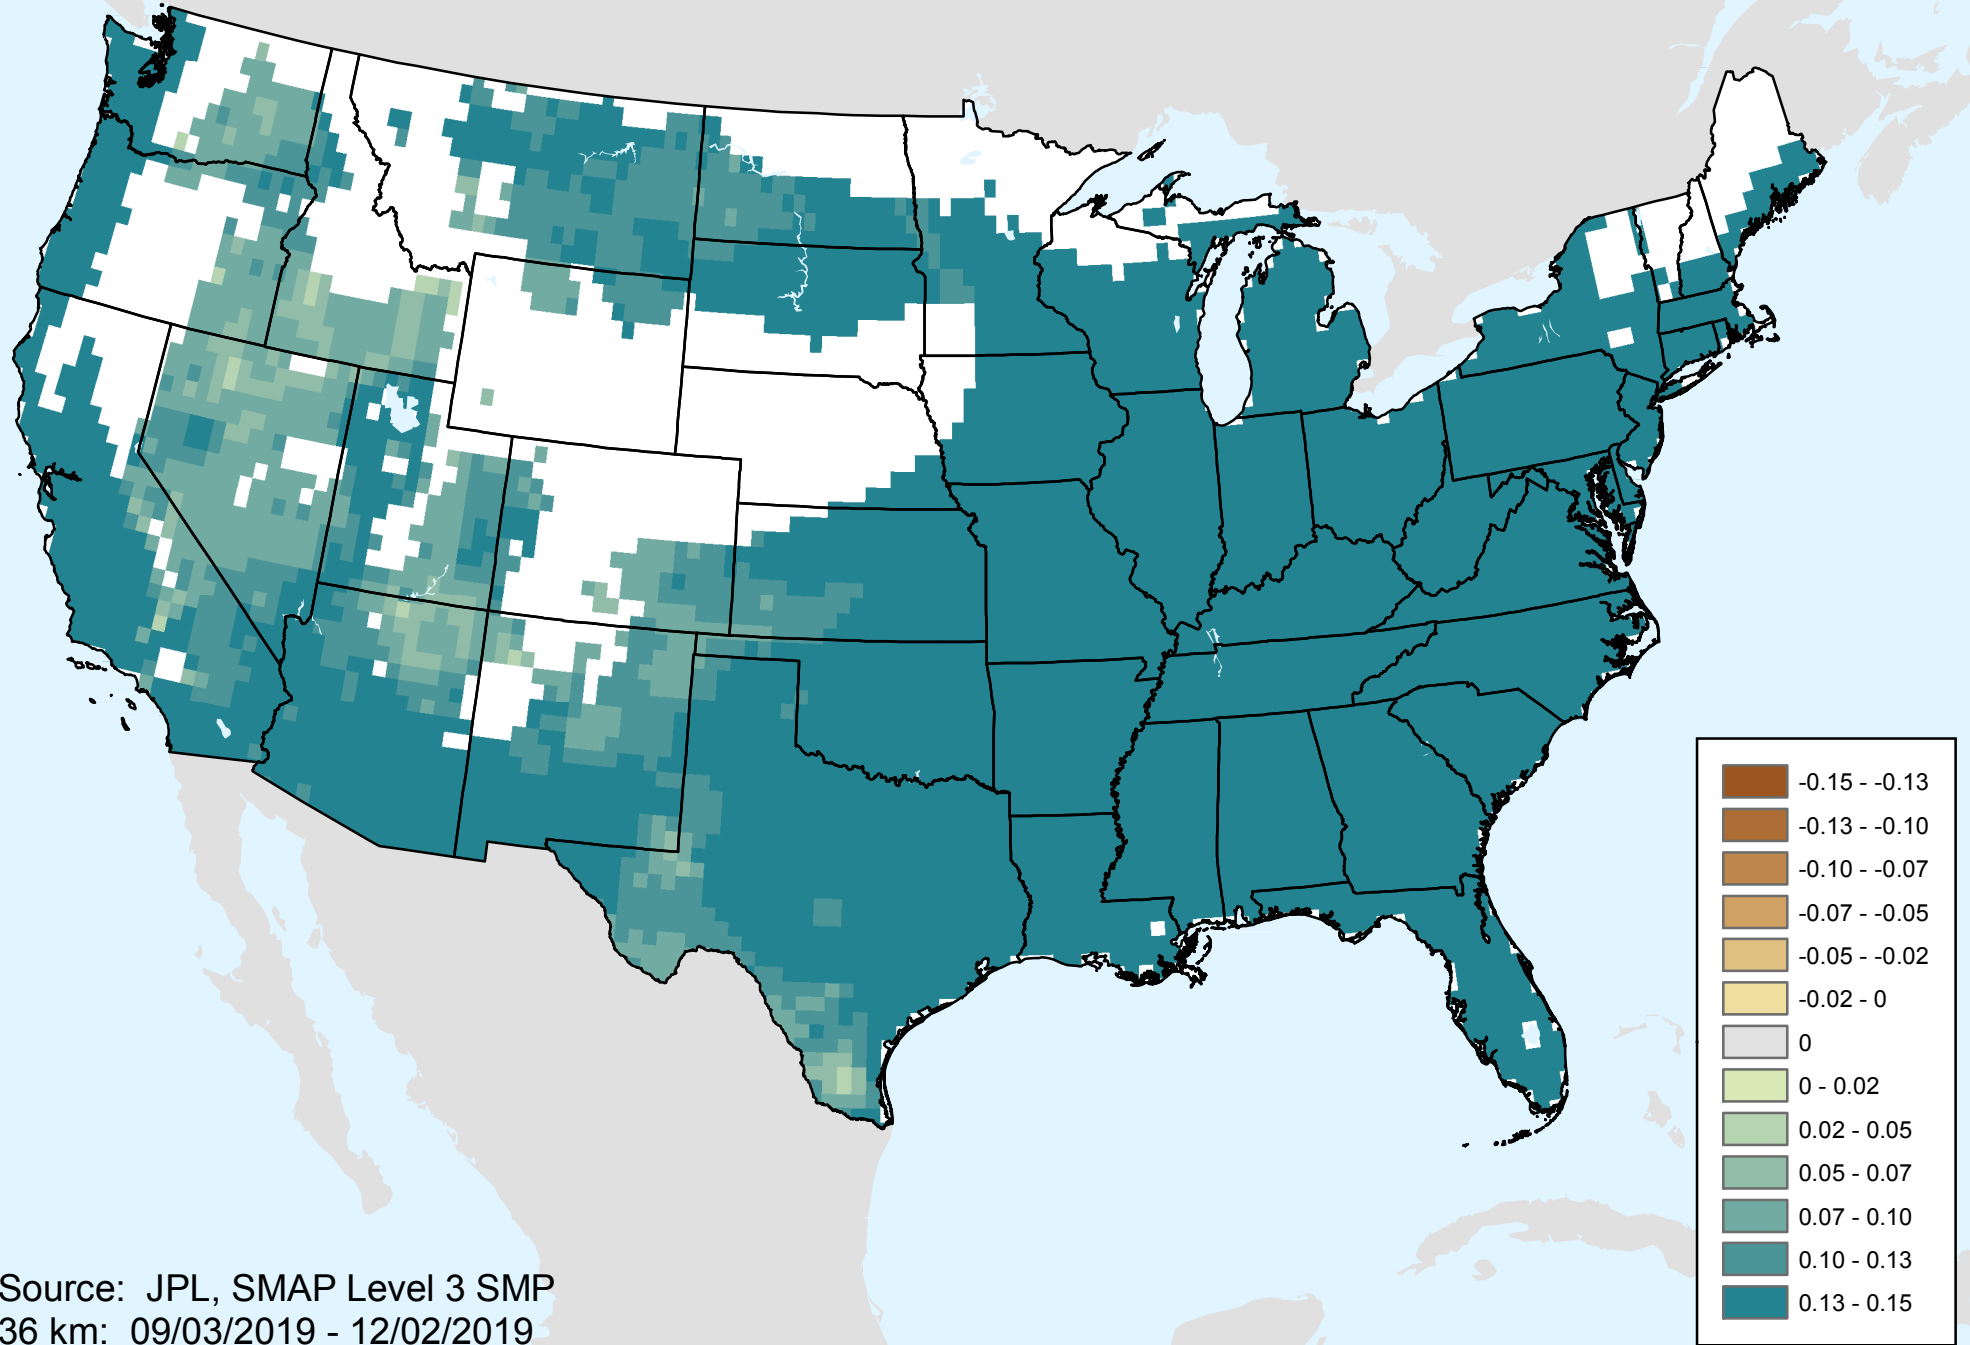 -0.15 - -0.13
-0.13 - -0.10
-0.10 - -0.07
-0.07 - -0.05
-0.05 - -0.02
-0.02 - 0
0
0 - 0.02
0.02 - 0.05
0.05 - 0.07
0.07 - 0.10
0.10 - 0.13
0.13 - 0.15
Source: JPL, SMAP Level 3 SMP
36 km: 09/03/2019 - 12/02/2019